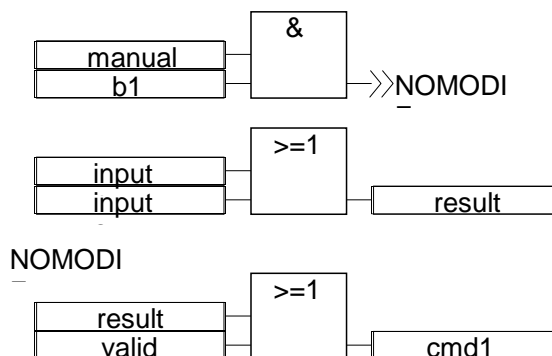 &
manual
b1
NOMODI
>=1
input
input
result
NOMODI
>=1
result
valid
cmd1